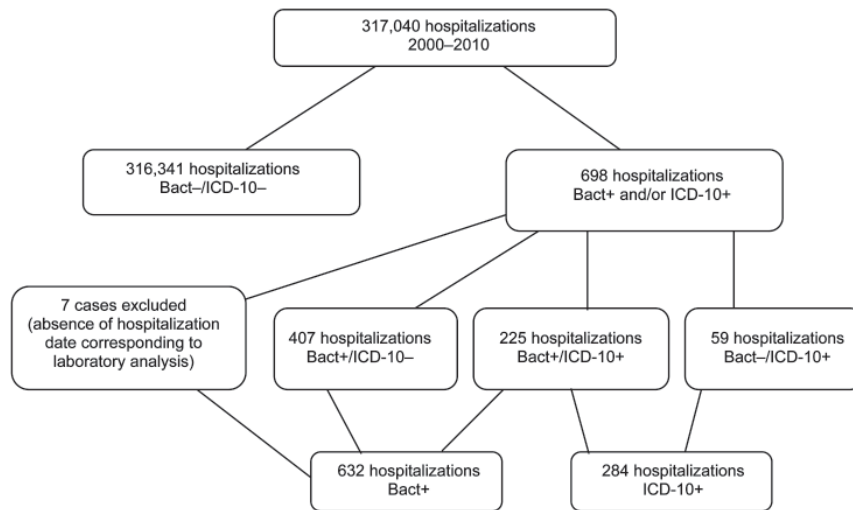 317,040 hospitalizations
2000–2010
316,341 hospitalizations
Bact–/ICD-10–
698 hospitalizations
Bact+ and/or ICD-10+
7 cases excluded
(absence of hospitalization
date corresponding to
laboratory analysis)
407 hospitalizations
Bact+/ICD-10–
225 hospitalizations
Bact+/ICD-10+
59 hospitalizations
Bact–/ICD-10+
632 hospitalizations
Bact+
284 hospitalizations
ICD-10+